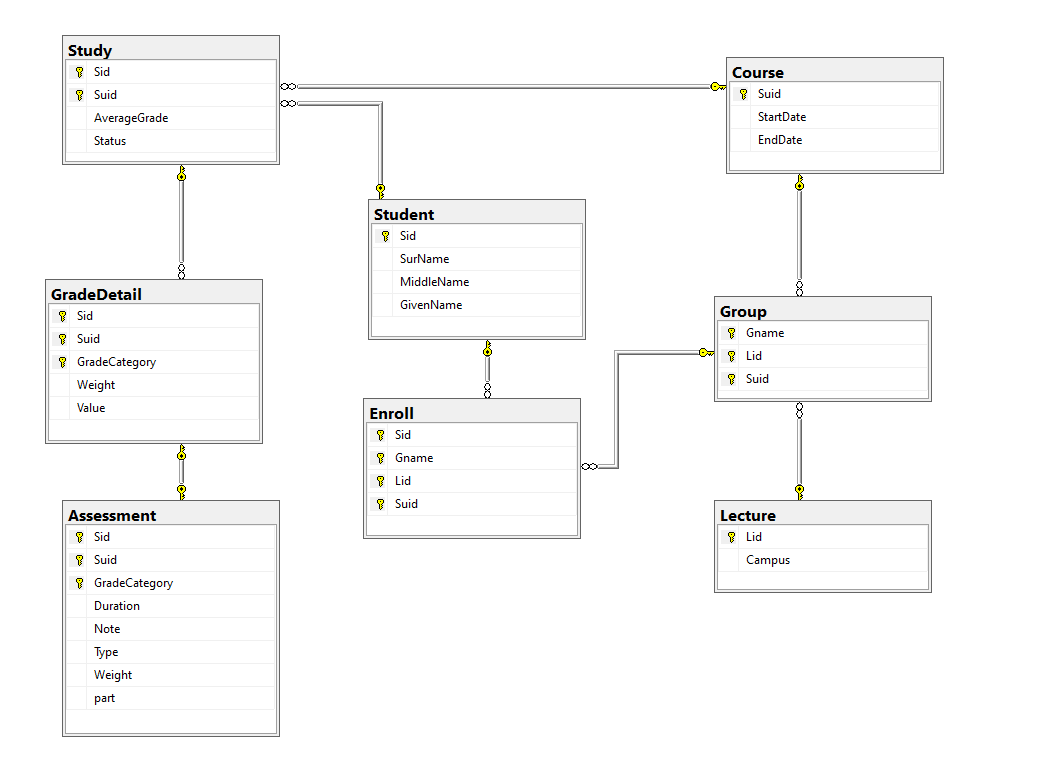 Study
Sid
Suid
AverageGrade
Status
Course
Suid
StartDate
EndDate
Student
Sid
SurName
MiddleName
GivenName
GradeDetail
Sid
Suid
GradeCategory
Weight
Value
Group
Gname
Lid
Suid
Enroll
Sid
Gname
Lid
Suid
Assessment
Sid
Suid
GradeCategory
Duration
Note
Type
Weight
part
Lecture
Lid
Campus